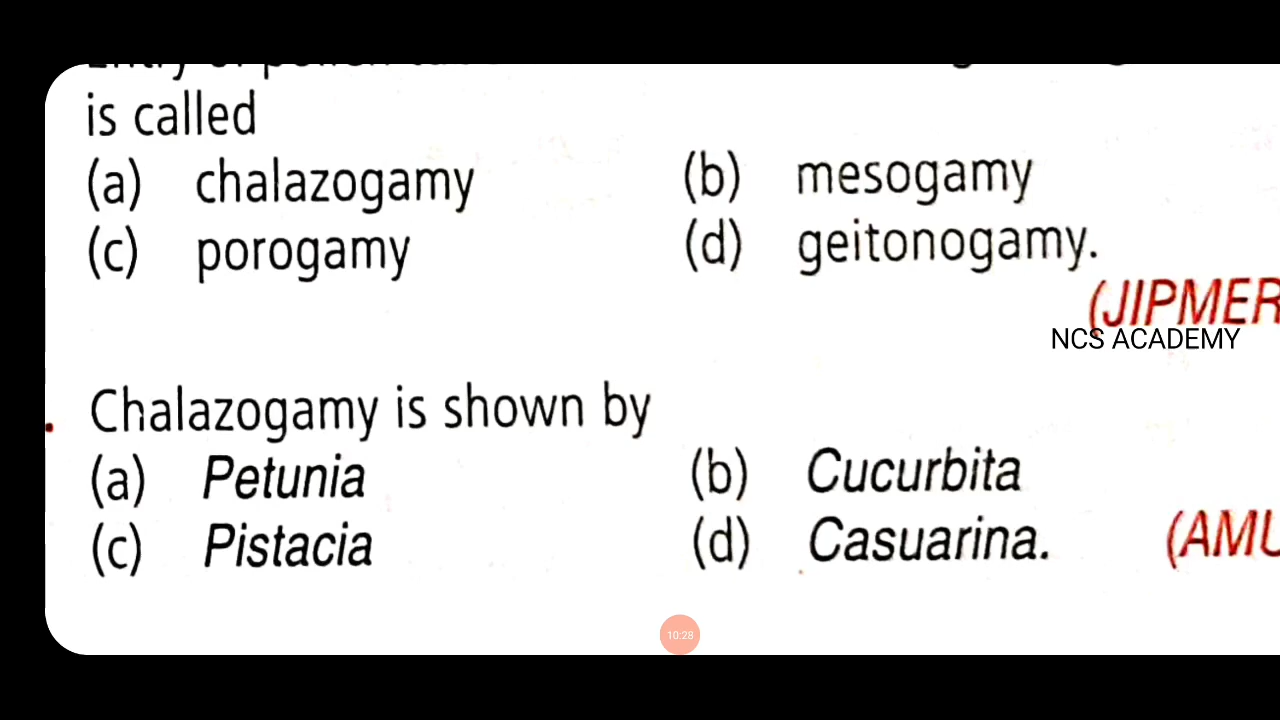 is called
(a) chalazogamy (b) mesogamy
(c) porogamy (d) geitonogamy.
(JIPMER
NCS ACADEMY
. Chalazogamy is shown by
(a) Petunia (b) Cucurbita
(c) Pistacia (d) Casuarina. (AMU
10:28